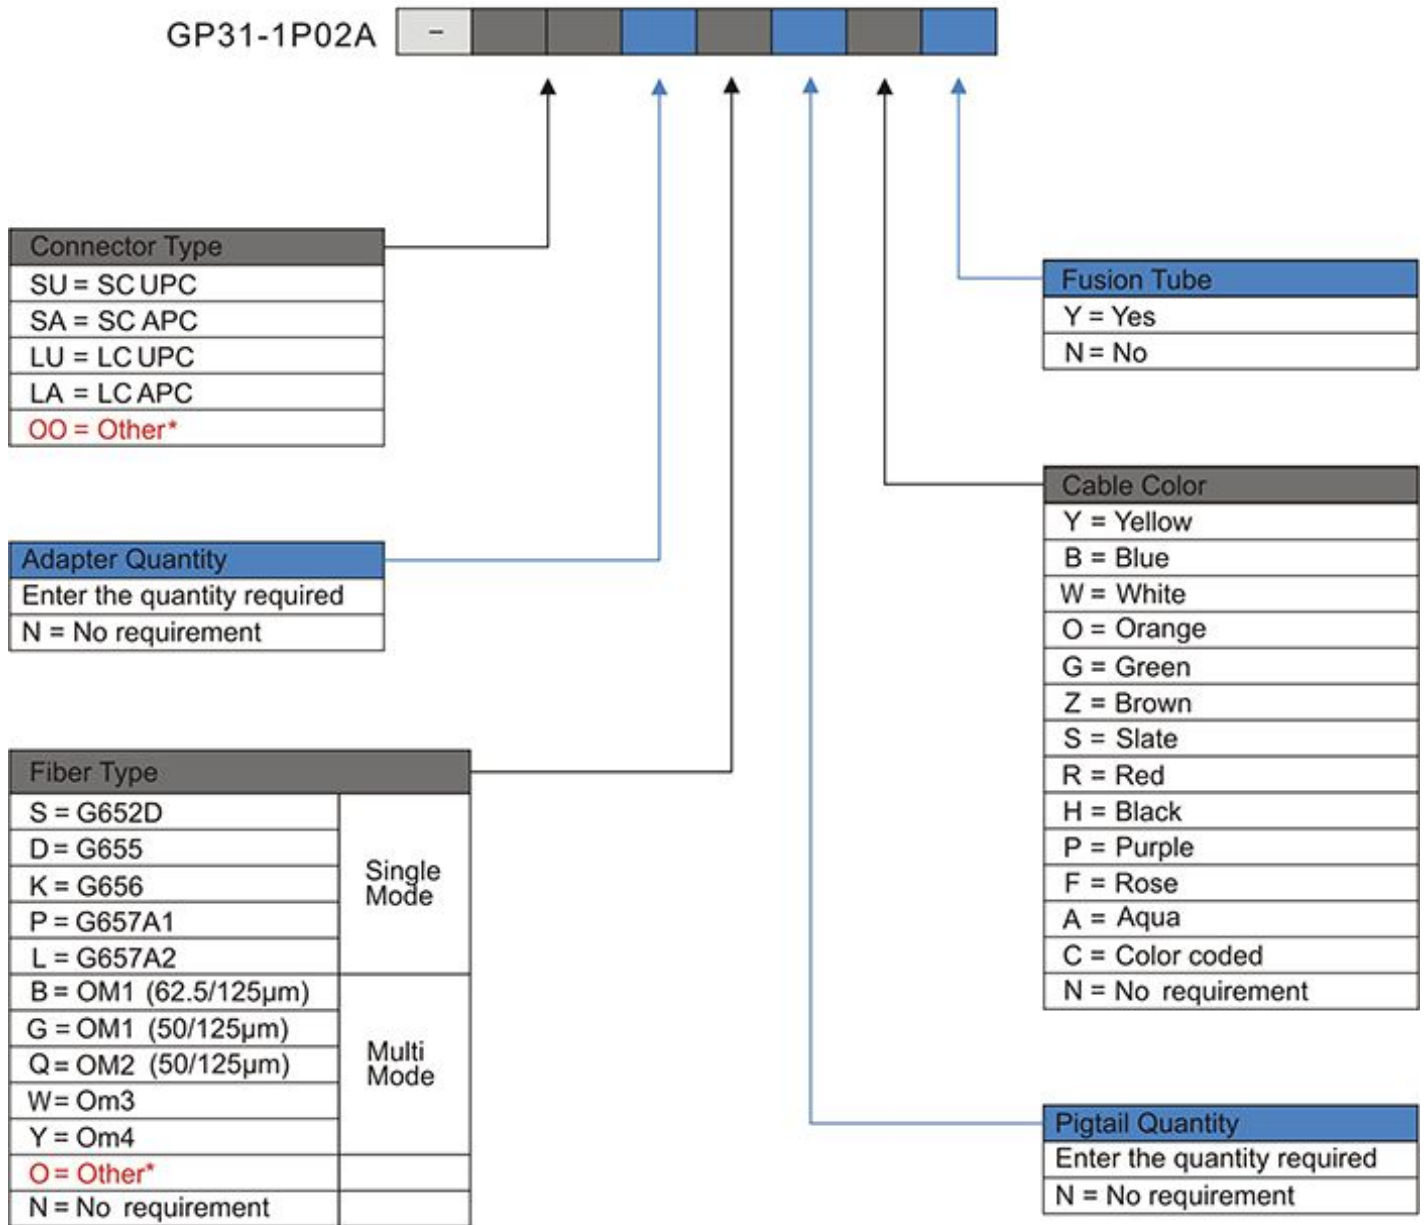 GP31-1P02A -
Connector Type
SU = SC UPC
SA = SC APC
LU = LC UPC
LA = LC APC
OO = Other*
Adapter Quantity
Enter the quantity required
N = No requirement
Fiber Type
S = G652D
D = G655
K = G656
P = G657A1
L = G657A2
Single
Mode
B = OM1 (62.5/125μm)
G = OM1 (50/125μm)
Q = OM2 (50/125μm)
W = Om3
Y = Om4
Multi
Mode
O = Other*
N = No requirement
Fusion Tube
Y = Yes
N = No
Cable Color
Y = Yellow
B = Blue
W = White
O = Orange
G = Green
Z = Brown
S = Slate
R = Red
H = Black
P = Purple
F = Rose
A = Aqua
C = Color coded
N = No requirement
Pigtail Quantity
Enter the quantity required
N = No requirement